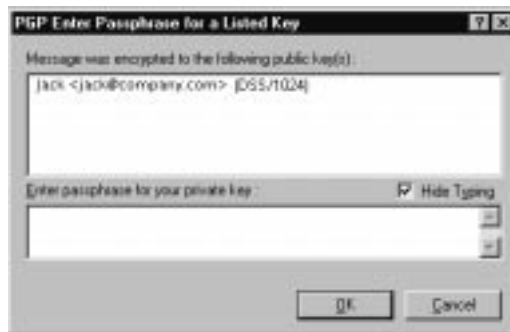 PGP Enter Passphrase for a Listed Key
Message was encrypted to the following public key(s) :
Jack <jack@company.com> (DSS/1024)
Enter passphrase for your private key :
Hide Typing
OK
Cancel